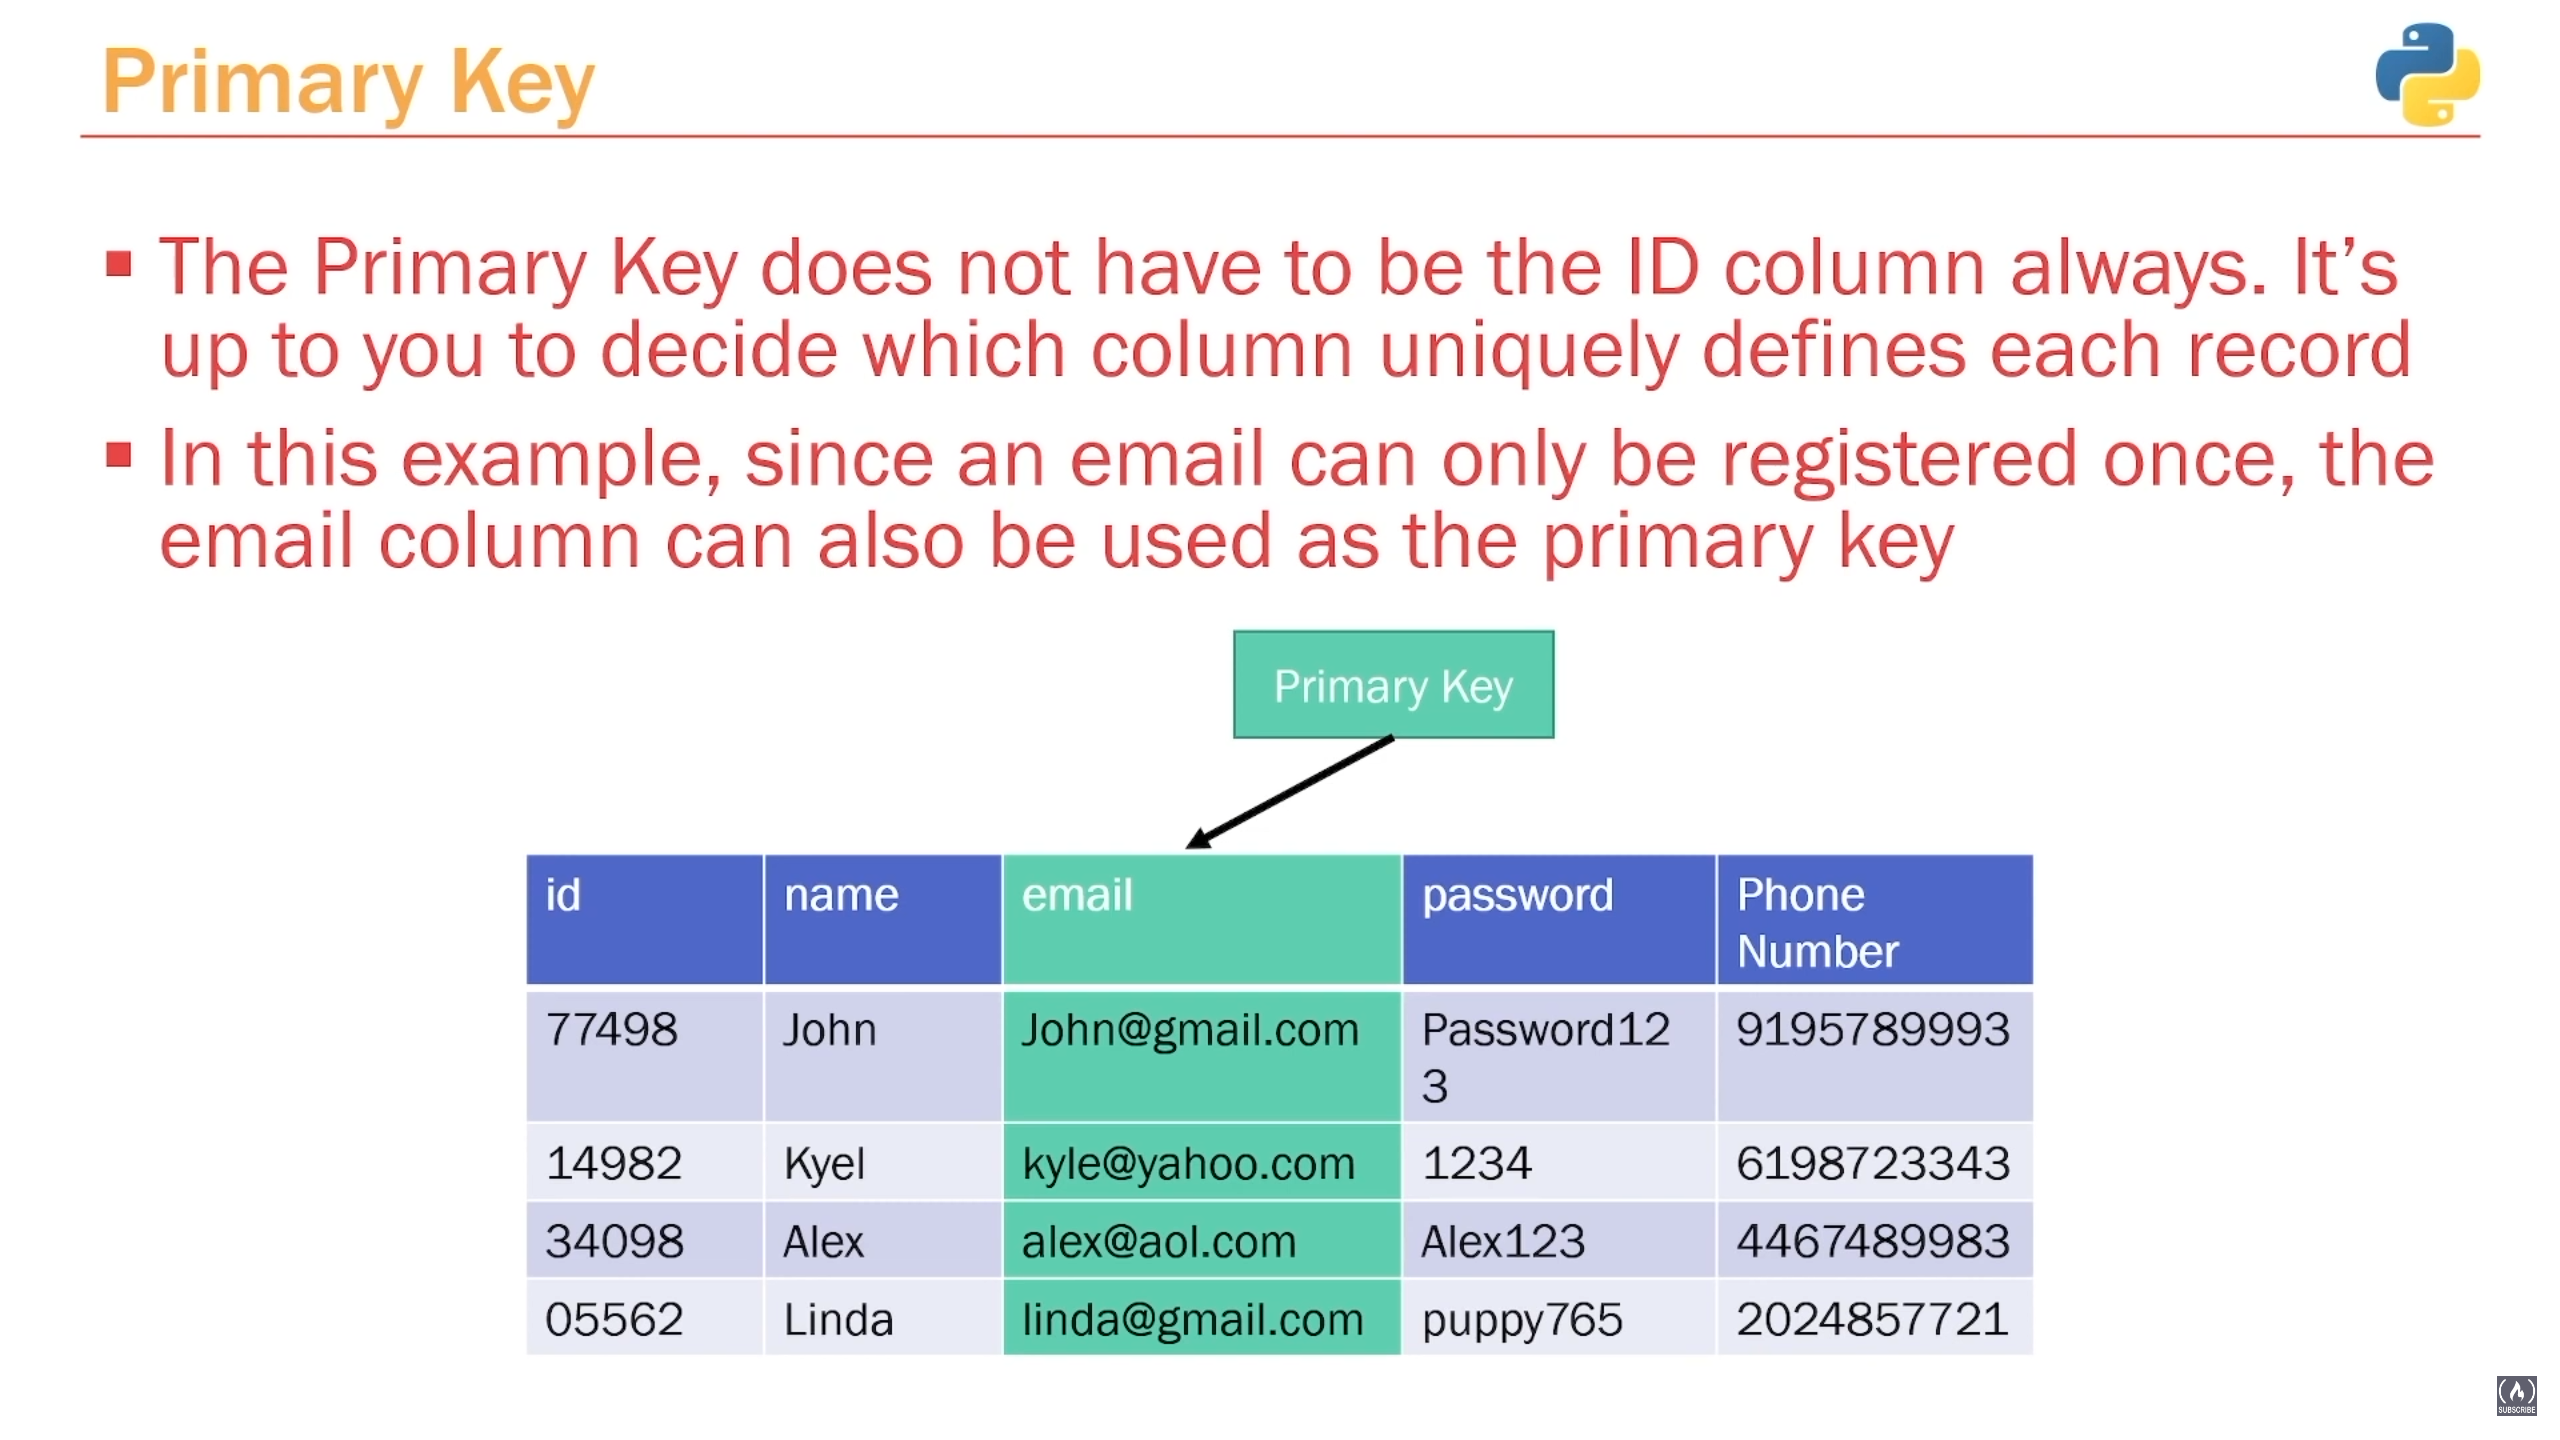 Primary Key
▪ The Primary Key does not have to be the ID column always. It’s
up to you to decide which column uniquely defines each record
▪ In this example, since an email can only be registered once, the
email column can also be used as the primary key
Primary Key
id name email password Phone
Number
77498 John John@gmail.com Password12
3 9195789993
14982 Kyel kyle@yahoo.com 1234 6198723343
34098 Alex alex@aol.com Alex123 4467489983
05562 Linda linda@gmail.com puppy765 2024857721
SUBSCRIBE